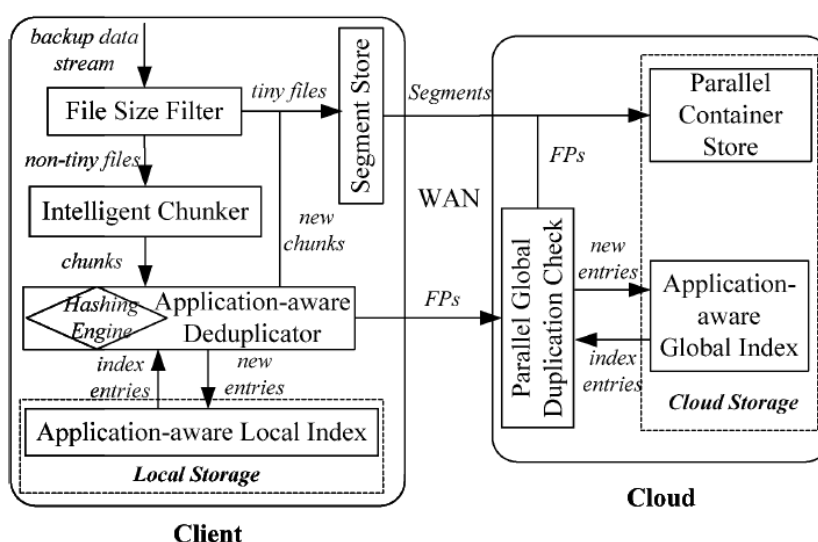 backup data
stream
File Size Filter
tiny files
Segment Store
Segments
Parallel
Container
Store
non-tiny files
FPs
Intelligent Chunker
WAN
new
chunks
chunks
Hashing
Engine
Application-aware
Deduplicator
FPs
Parallel Global
Duplication Check
new
entries
Application-
aware
Global Index
index
entries
index
entries
new
entries
Application-aware Local Index
Local Storage
Cloud Storage
Client
Cloud